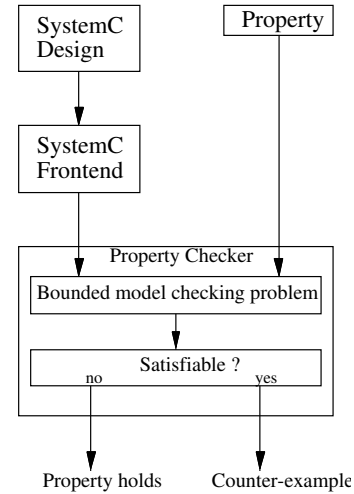 SystemC
Design
Property
SystemC
Frontend
Property Checker
Bounded model checking problem
Satisfiable ?
no
yes
Property holds
Counter-example